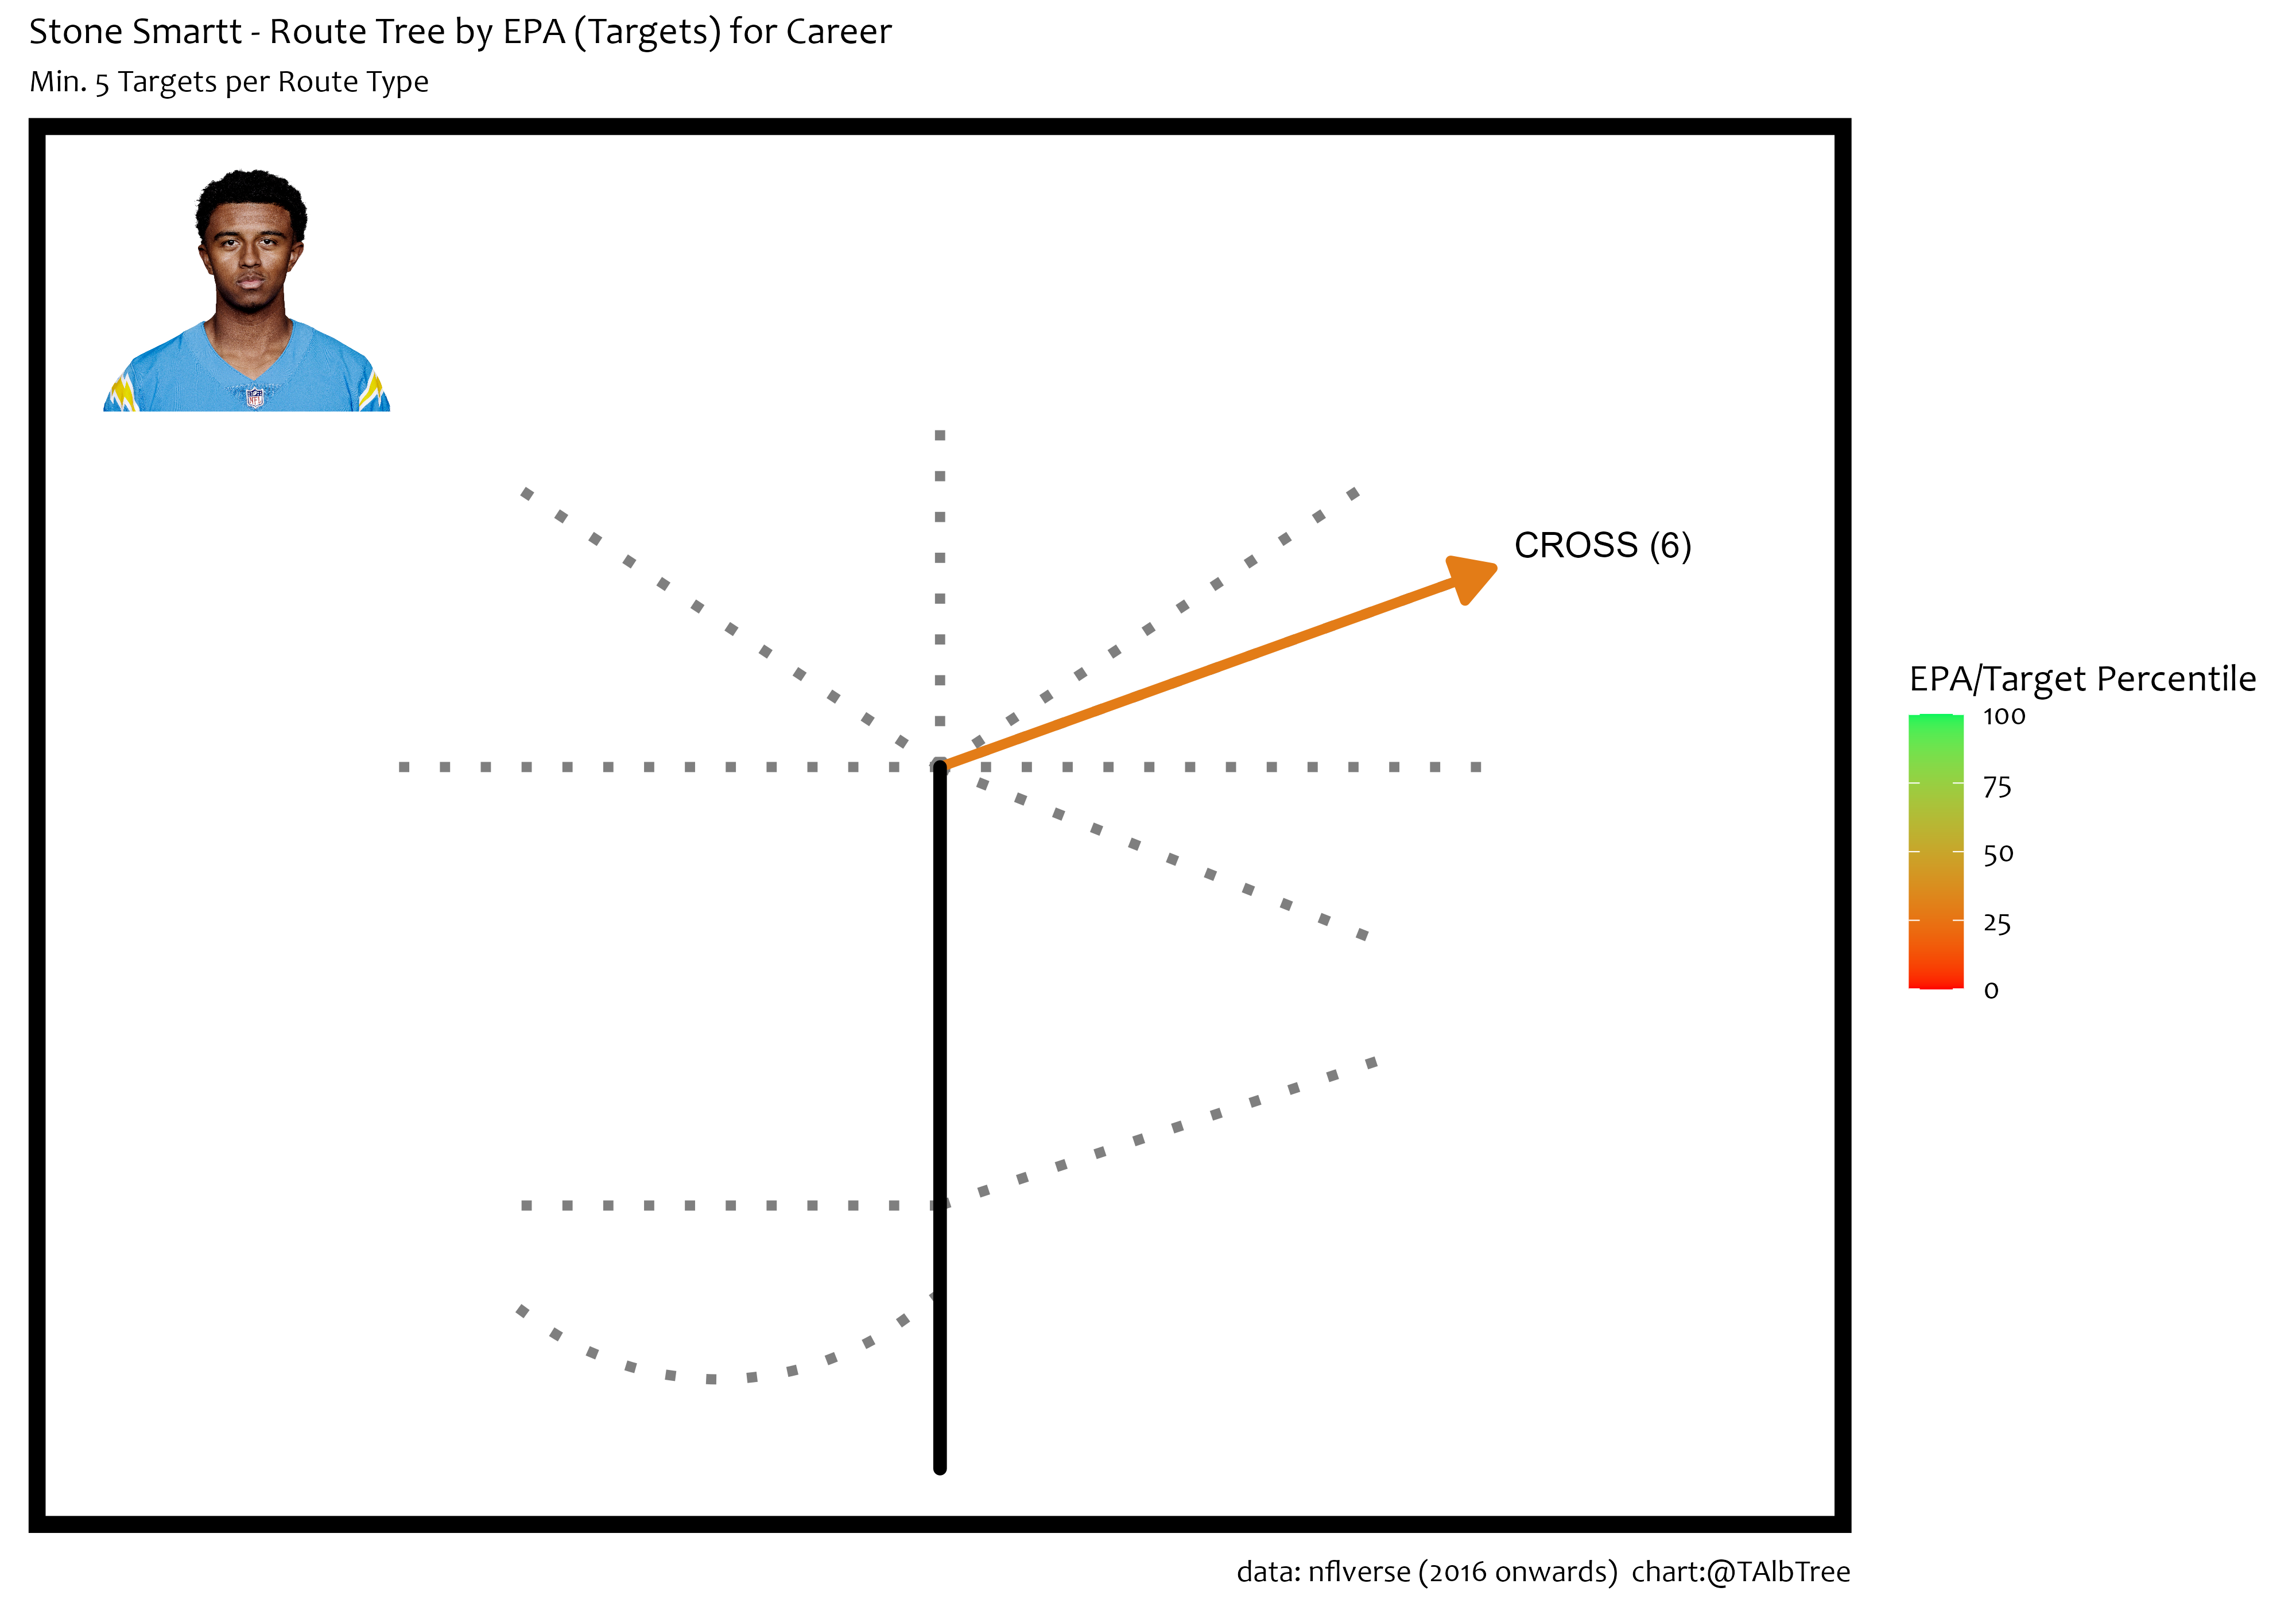 Stone Smartt - Route Tree by EPA (Targets) for Career
Min. 5 Targets per Route Type
NFL
CROSS (6)
EPA/Target Percentile
100
75
50
25
0
data: nflverse (2016 onwards)  chart:@TAlbTree